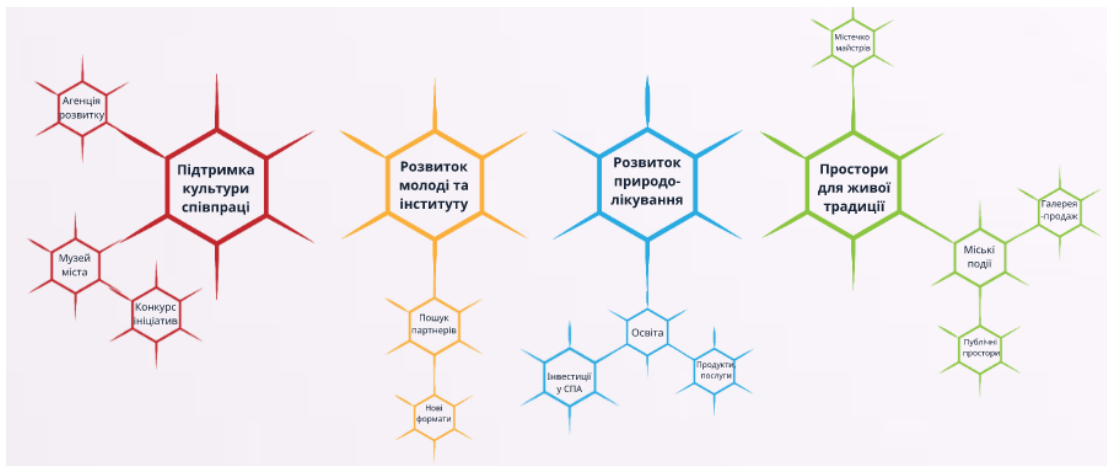 Агенція
розвитку
Підтримка
культури
співпраці
Музей
міста
Конкурс
ініціатив
Розвиток
молоді та
інституту
Пошук
партнерів
Нові
формати
Розвиток
природо-
лікування
Освіта
Інвестиції
у СПА
Продукти,
послуги
Містечко
майстрів
Простори
для живої
традиції
Міські
події
Галерея
-продаж
Публічні
простори